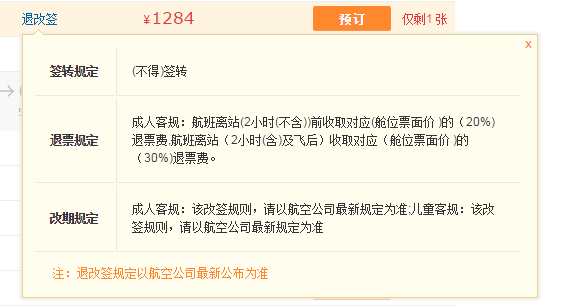 退改签 ¥1284 预订 仅剩1 张
x
签转规定 (不得)签转
退票规定
成人客规：航班离站(2小时(不含))前收取对应(舱位票面价 )的（20%)
退票费,航班离站（2小时(含)及飞后）收取对应（舱位票面价 )的
（30%)退票费。
改期规定
成人客规：该改签规则，请以航空公司最新规定为准;儿童客规：该改
签规则，请以航空公司最新规定为准
注：退改签规定以航空公司最新公布为准